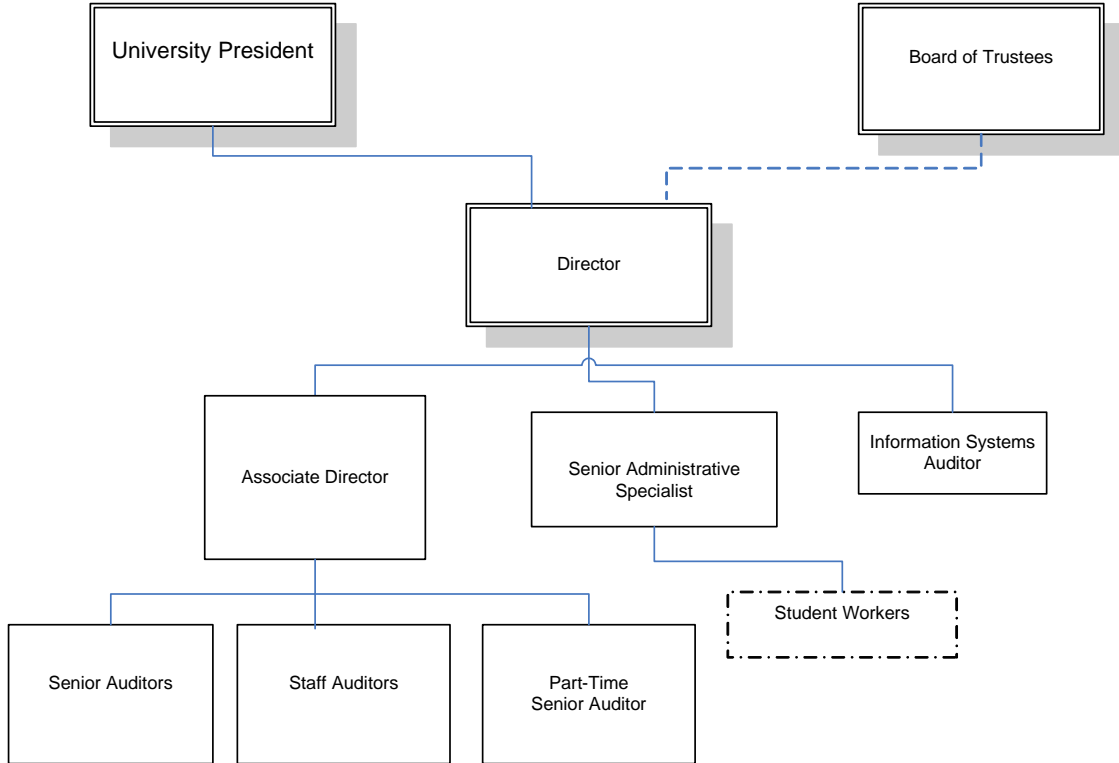 University President
Board of Trustees
Director
Associate Director
Senior Administrative
Specialist
Information Systems
Auditor
Student Workers
Senior Auditors
Staff Auditors
Part-Time
Senior Auditor